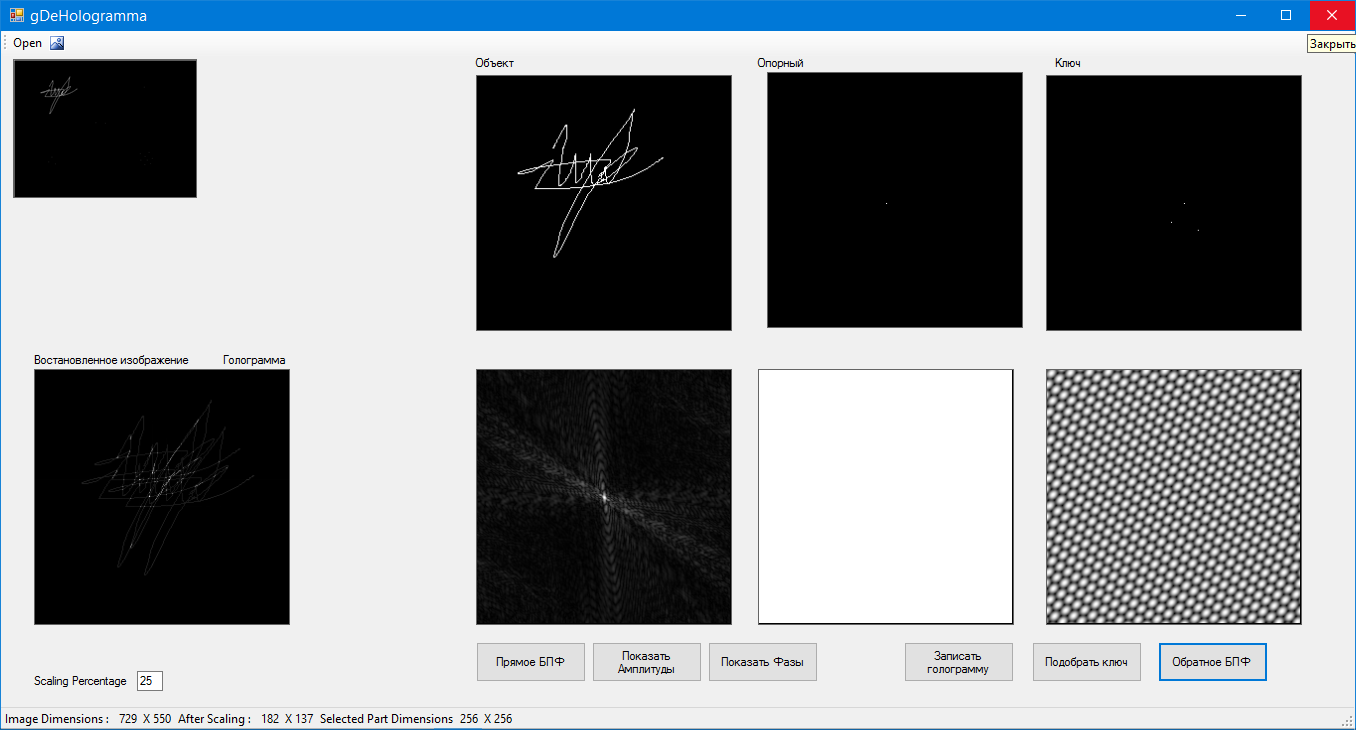 gDeHologramma
Open
Закрыть
Объект
Опорный
Ключ
Востановленное изображение
Голограмма
Прямое БПФ
Показать
Амплитуды
Показать Фазы
Записать
голограмму
Подобрать ключ
Обратное БПФ
Scaling Percentage 25
Image Dimensions : 729 X 550 After Scaling : 182 X 137 Selected Part Dimensions 256 X 256